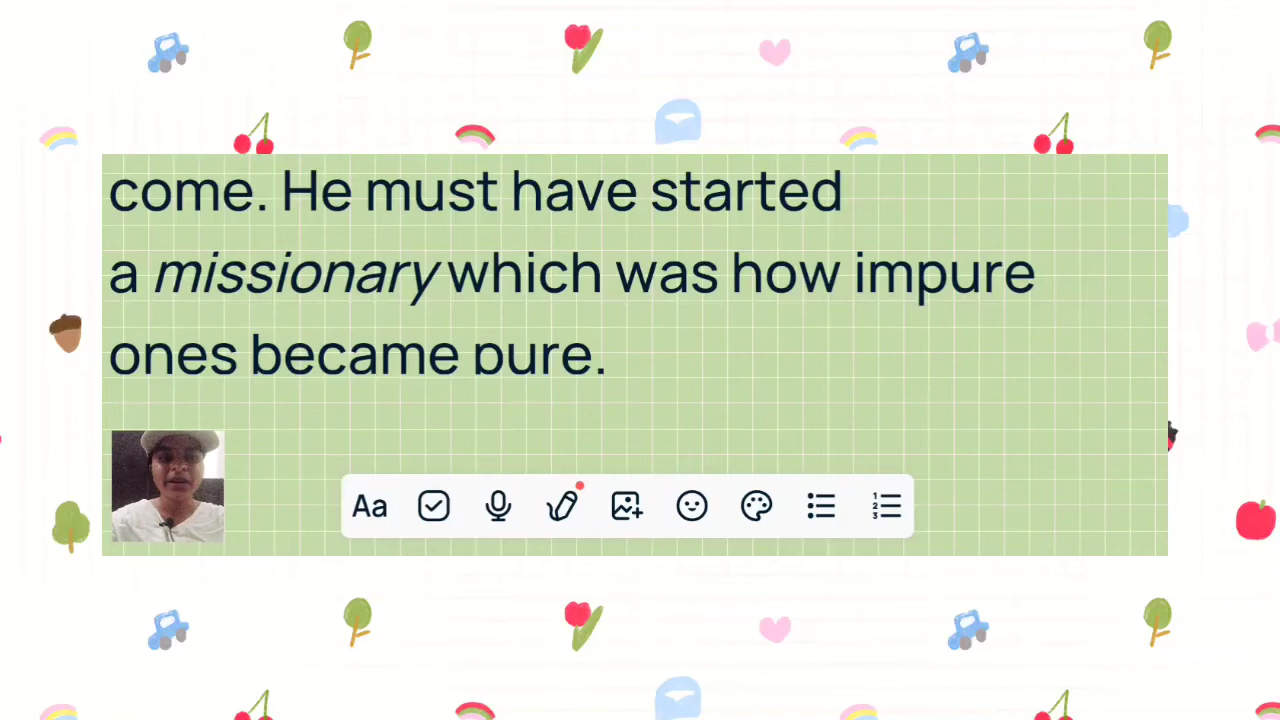 come. He must have started
a missionary which was how impure
ones became pure.
Aa